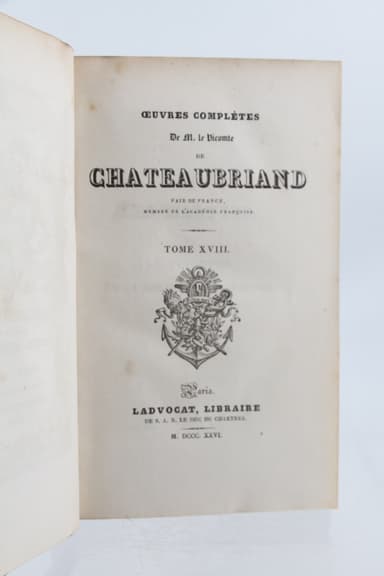 ŒUVRES COMPLÈTES
De M. le Vicomte
DE
CHATEAUBRIAND
PAIR DE FRANCE,
MEMBRE DE L'ACADÉMIE FRANÇOISE.
TOME XVIII.
Paris.
LADVOCAT, LIBRAIRE
DE S. A. R. LE DUC DE CHARTRES.
M. DCCC. XXVI.